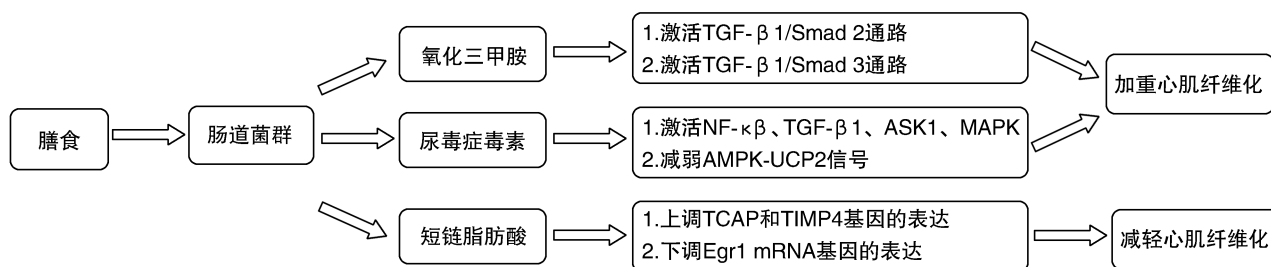 膳食
肠道菌群
氧化三甲胺
1.激活TGF-β1/Smad 2通路
2.激活TGF-β1/Smad 3通路
加重心肌纤维化
尿毒症毒素
1.激活NF-κβ、TGF-β1、ASK1、MAPK
2.减弱AMPK-UCP2信号
短链脂肪酸
1.上调TCAP和TIMP4基因的表达
2.下调Egr1 mRNA基因的表达
减轻心肌纤维化